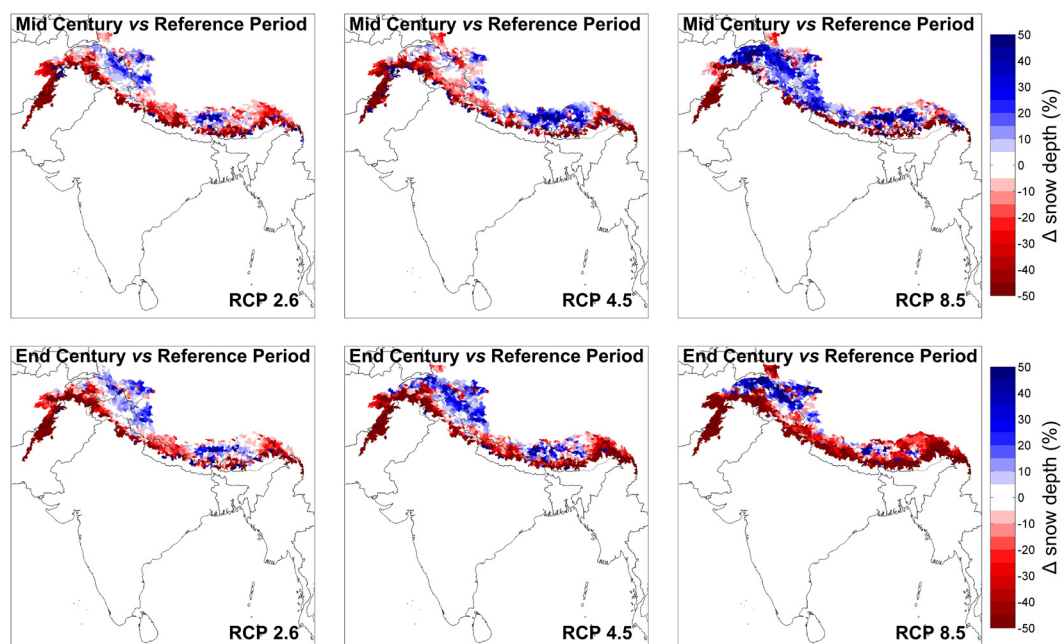 Mid Century vs Reference Period
RCP 2.6
Mid Century vs Reference Period
RCP 4.5
Mid Century vs Reference Period
RCP 8.5
50
40
30
20
10
0
-10
-20
-30
-40
-50
Δ snow depth (%)
End Century vs Reference Period
RCP 2.6
End Century vs Reference Period
RCP 4.5
End Century vs Reference Period
RCP 8.5
50
40
30
20
10
0
-10
-20
-30
-40
-50
Δ snow depth (%)